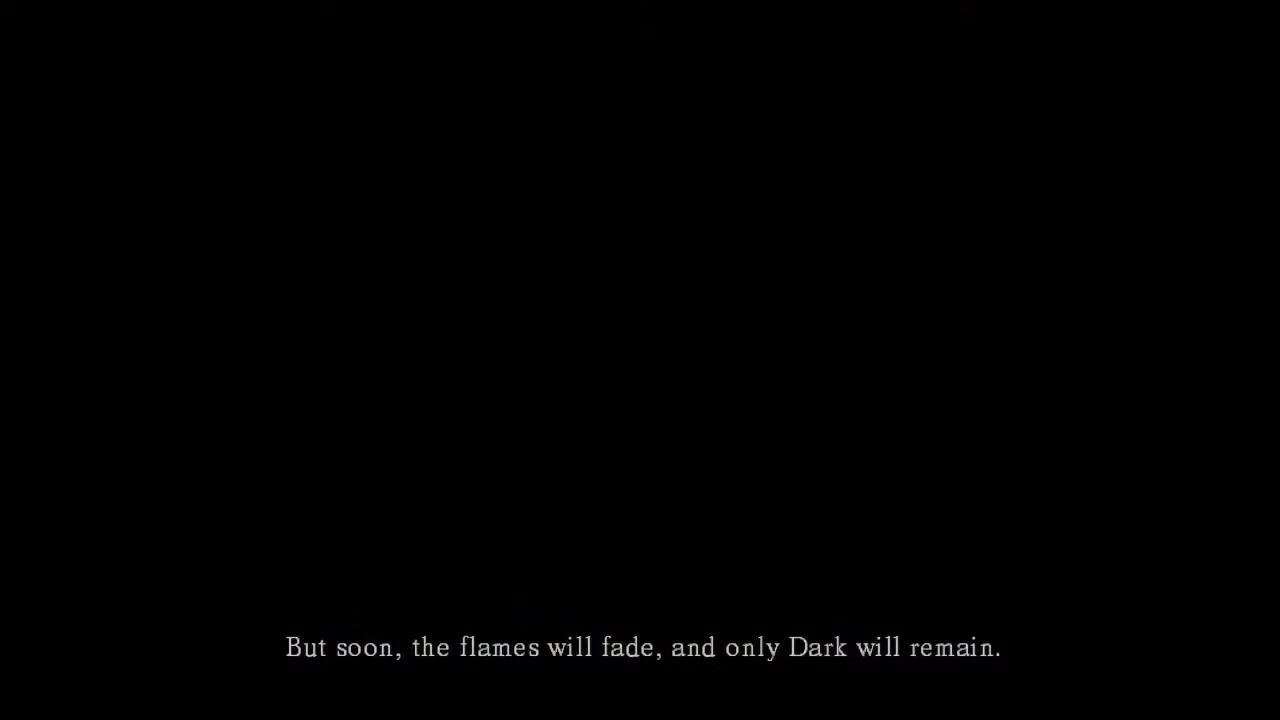 But soon, the flames will fade, and only Dark will remain.